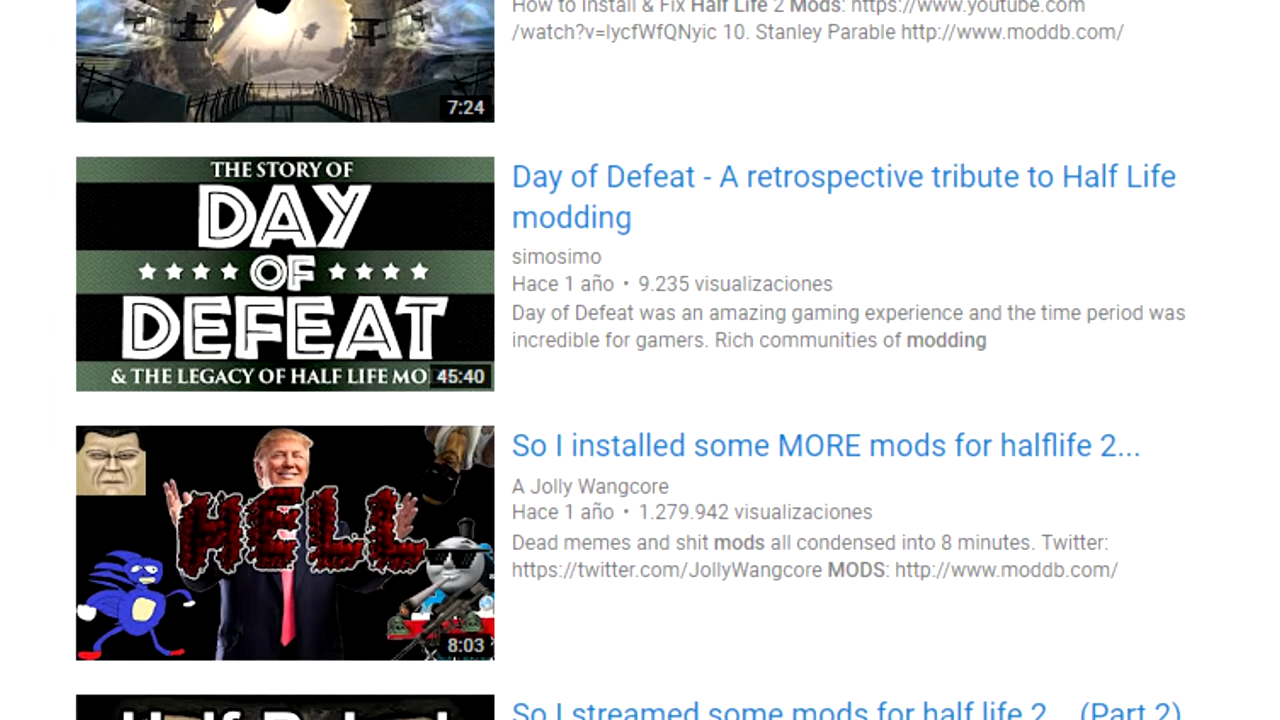 How to Install & Fix Half Life 2 Mods: https://www.youtube.com
/watch?v=lycfWfQNyic 10. Stanley Parable http://www.moddb.com/
7:24
THE STORY OF
DAY
OF
DEFEAT
& THE LEGACY OF HALF LIFE MO
45:40
Day of Defeat - A retrospective tribute to Half Life
modding
simosimo
Hace 1 año • 9.235 visualizaciones
Day of Defeat was an amazing gaming experience and the time period was
incredible for gamers. Rich communities of modding
HELL
8:03
So I installed some MORE mods for halflife 2...
A Jolly Wangcore
Hace 1 año • 1.279.942 visualizaciones
Dead memes and shit mods all condensed into 8 minutes. Twitter:
https://twitter.com/JollyWangcore MODS: http://www.moddb.com/
So I streamed some mods for half life 2... (Part 2)